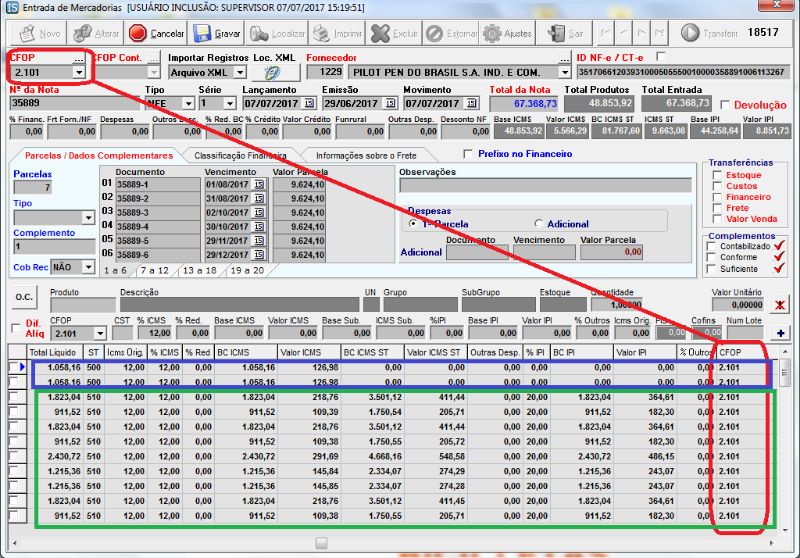 Entrada de Mercadorias [USUÁRIO INCLUSÃO: SUPERVISOR 07/07/2017 15:19:51]
Novo Alterar Cancelar Gravar Localizar Imprimir Excluir Estornar Ajustes Sair Transferir 18517
CFOP ... CFOP Cont. ... Importar Registros Loc. XML Fornecedor ... ID NF-e / CT-e
2.101 Arquivo XML 1229 PILOT PEN DO BRASIL S.A. IND. E COM.
Nº da Nota Tipo Série Lançamento Emissão Movimento Total da Nota Total Produtos Total Entrada
35889 NFE 1 07/07/2017 29/06/2017 07/07/2017 67.368,73 48.853,92 67.368,73 Devolução
% Financ. Frt Forn./NF Despesas % Red. BC % Crédito Valor Crédito Funrural Outras Desp. Desconto NF Base ICMS Valor ICMS BC ICMS ST ICMS ST Base IPI Valor IPI
0,00 0,00 0,00 0,00 0,00 0,00 0,00 0,00 0,00 0,00 48.853,92 5.566,29 81.767,60 9.663,08 44.258,64 8.851,73
Parcelas / Dados Complementares Classificação Financeira Informações sobre o Frete Prefixo no Financeiro
Parcelas
7
Tipo
Complemento
1
Cob Rec NÃO
Documento Vencimento Valor Parcela
01 35889-1 01/08/2017 9.624,10
02 35889-2 31/08/2017 9.624,10
03 35889-3 02/10/2017 9.624,10
04 35889-4 30/10/2017 9.624,10
05 35889-5 29/11/2017 9.624,10
06 35889-6 29/12/2017 9.624,10
1 a 6 7 a 12 13 a 18 19 a 20
Observações
Despesas
1ª Parcela Adicional
Documento Vencimento Valor Parcela
Adicional 0,00
Transferências
Estoque
Custos
Financeiro
Frete
Valor Venda
Complementos
Contabilizado
Conforme
Suficiente
O.C. Produto Descrição UN Grupo SubGrupo Estoque Quantidade Valor Unitário
1,00000 0,00000
Dif. Alíq CFOP CST % ICMS % Red. Base ICMS Valor ICMS Base Sub. ICMS Sub. %IPI Base IPI Valor IPI % Outros Icms Orig. Cofins Num Lote
2.101 12,00 0,00 0,00 0,00 0,00 0,00 0,00 0,00 0,00 0,00 0,00 0,00 0,00
Total Líquido ST Icms Orig. % ICMS % Red BC ICMS Valor ICMS BC ICMS ST Valor ICMS ST Outras Desp. % IPI BC IPI Valor IPI % Outros CFOP
1.058,16 500 12,00 12,00 0,00 1.058,16 126,98 0,00 0,00 0,00 0,00 0,00 0,00 0,00 2.101
1.058,16 500 12,00 12,00 0,00 1.058,16 126,98 0,00 0,00 0,00 0,00 0,00 0,00 0,00 2.101
1.823,04 510 12,00 12,00 0,00 1.823,04 218,76 3.501,12 411,44 0,00 20,00 1.823,04 364,61 0,00 2.101
911,52 510 12,00 12,00 0,00 911,52 109,39 1.750,54 205,71 0,00 20,00 911,52 182,30 0,00 2.101
1.823,04 510 12,00 12,00 0,00 1.823,04 218,76 3.501,12 411,44 0,00 20,00 1.823,04 364,61 0,00 2.101
911,52 510 12,00 12,00 0,00 911,52 109,38 1.750,55 205,72 0,00 20,00 911,52 182,30 0,00 2.101
2.430,72 510 12,00 12,00 0,00 2.430,72 291,69 4.668,16 548,58 0,00 20,00 2.430,72 486,15 0,00 2.101
1.215,36 510 12,00 12,00 0,00 1.215,36 145,84 2.334,07 274,28 0,00 20,00 1.215,36 243,07 0,00 2.101
1.215,36 510 12,00 12,00 0,00 1.215,36 145,85 2.334,07 274,29 0,00 20,00 1.215,36 243,07 0,00 2.101
1.823,04 510 12,00 12,00 0,00 1.823,04 218,76 3.501,12 411,45 0,00 20,00 1.823,04 364,61 0,00 2.101
911,52 510 12,00 12,00 0,00 911,52 109,38 1.750,55 205,71 0,00 20,00 911,52 182,30 0,00 2.101